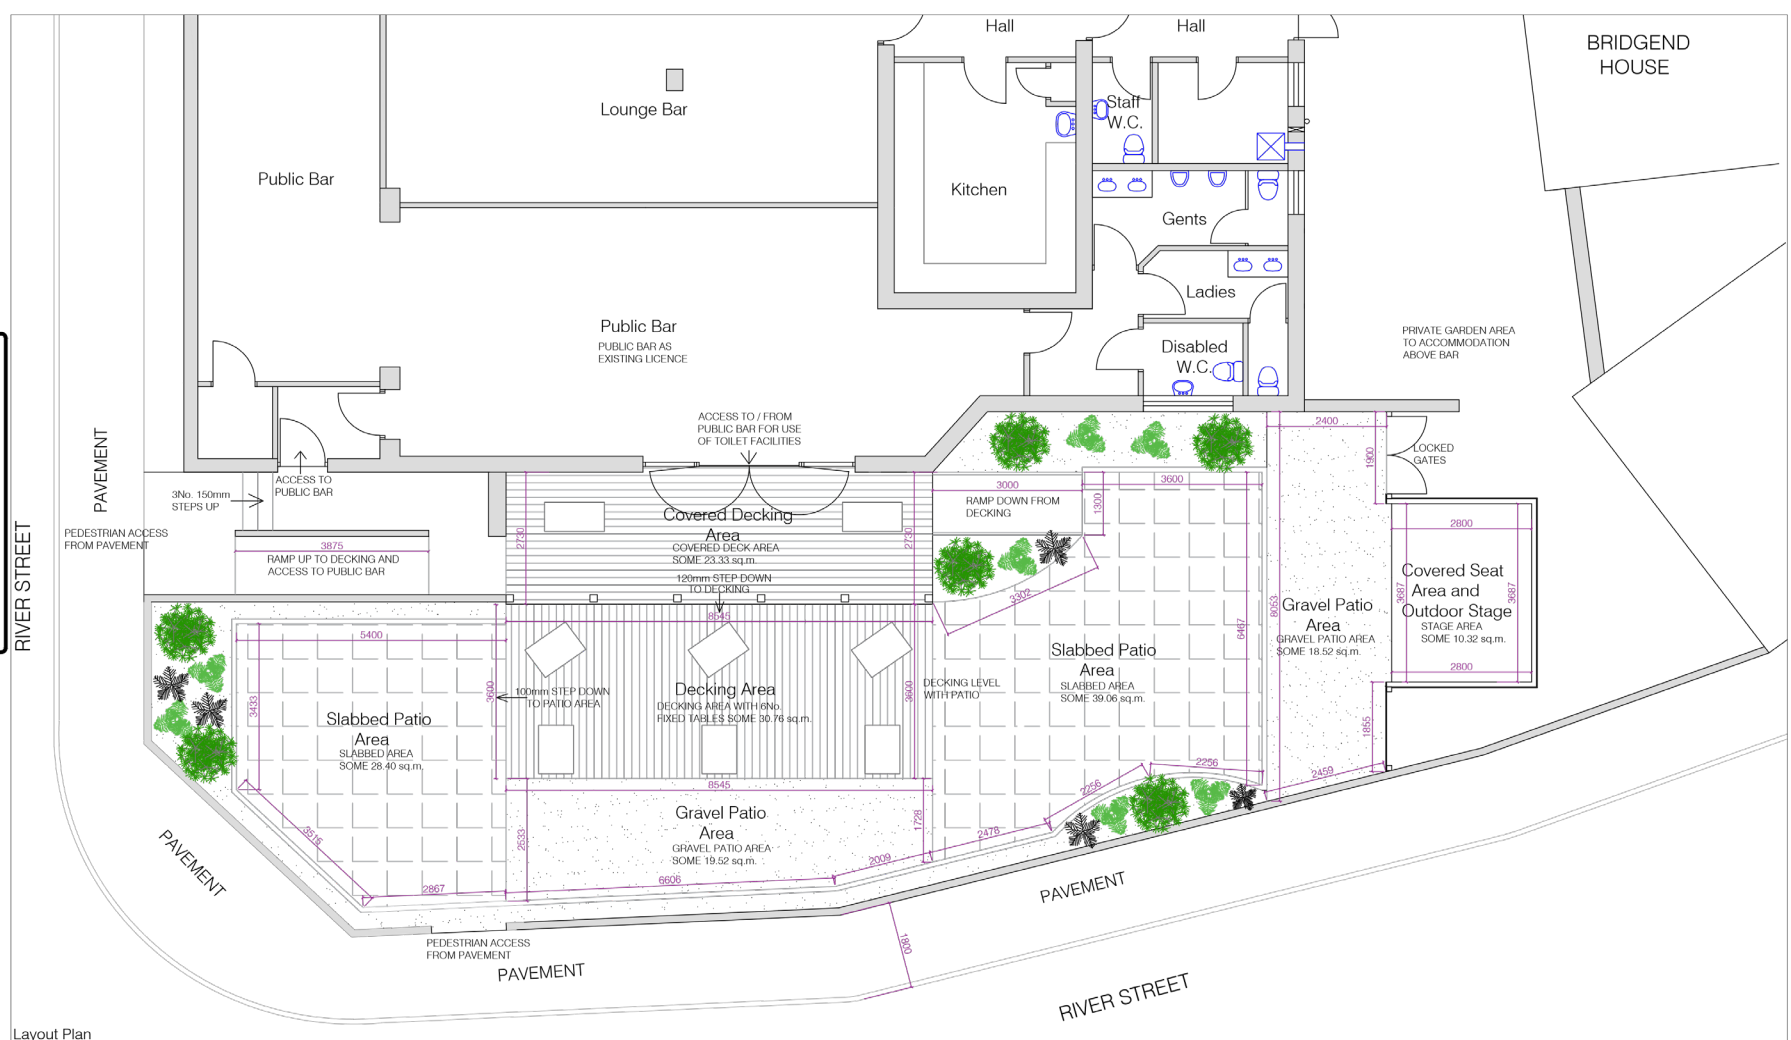 Hall
Hall
BRIDGEND
HOUSE
Lounge Bar
Staff
W.C.
Public Bar
Kitchen
Gents
Ladies
Public Bar
PUBLIC BAR AS
EXISTING LICENCE
Disabled
W.C.
PRIVATE GARDEN AREA
TO ACCOMMODATION
ABOVE BAR
PAVEMENT
RIVER STREET
ACCESS TO / FROM
PUBLIC BAR FOR USE
OF TOILET FACILITIES
2400
1900
LOCKED
GATES
3No. 150mm
STEPS UP
ACCESS TO
PUBLIC BAR
PEDESTRIAN ACCESS
FROM PAVEMENT
3875
RAMP UP TO DECKING AND
ACCESS TO PUBLIC BAR
2730
Covered Decking
Area
COVERED DECK AREA
SOME 23.33 sq.m.
2730
120mm STEP DOWN
TO DECKING
8545
3000
RAMP DOWN FROM
DECKING
1300
3600
3302
6467
8053
Gravel Patio
Area
GRAVEL PATIO AREA
SOME 18.52 sq.m.
2800
3687
Covered Seat
Area and
Outdoor Stage
STAGE AREA
SOME 10.32 sq.m.
3687
2800
1855
2459
5400
3433
3600
100mm STEP DOWN
TO PATIO AREA
Slabbed Patio
Area
SLABBED AREA
SOME 28.40 sq.m.
3515
2867
Decking Area
DECKING AREA WITH 6No.
FIXED TABLES SOME 30.76 sq.m.
3600
DECKING LEVEL
WITH PATIO
Slabbed Patio
Area
SLABBED AREA
SOME 39.06 sq.m.
8545
2533
Gravel Patio
Area
GRAVEL PATIO AREA
SOME 19.52 sq.m.
1728
6606
2009
2478
2256
2256
PAVEMENT
PEDESTRIAN ACCESS
FROM PAVEMENT
PAVEMENT
1800
PAVEMENT
RIVER STREET
Layout Plan